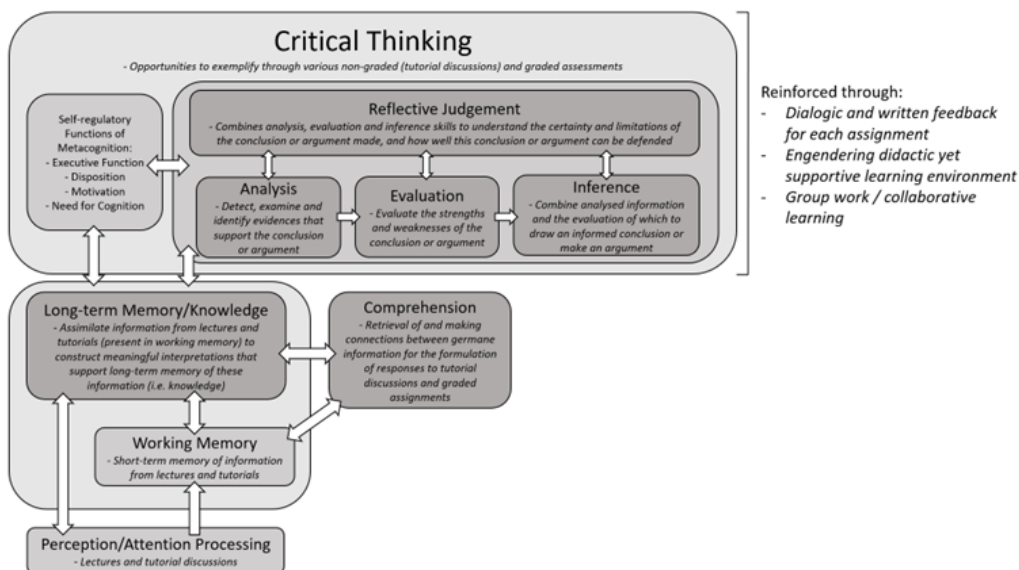 Critical Thinking
- Opportunities to exemplify through various non-graded (tutorial discussions) and graded assessments
Self-regulatory
Functions of
Metacognition:
- Executive Function
- Disposition
- Motivation
- Need for Cognition
Reflective Judgement
- Combines analysis, evaluation and inference skills to understand the certainty and limitations of
the conclusion or argument made, and how well this conclusion or argument can be defended
Analysis
- Detect, examine and
identify evidences that
support the conclusion
or argument
Evaluation
- Evaluate the strengths
and weaknesses of the
conclusion or argument
Inference
- Combine analysed information
and the evaluation of which to
draw an informed conclusion or
make an argument
Reinforced through:
- Dialogic and written feedback
for each assignment
- Engendering didactic yet
supportive learning environment
- Group work / collaborative
learning
Long-term Memory/Knowledge
- Assimilate information from lectures and
tutorials (present in working memory) to
construct meaningful interpretations that
support long-term memory of these
information (i.e. knowledge)
Comprehension
- Retrieval of and making
connections between germane
information for the formulation
of responses to tutorial
discussions and graded
assignments
Working Memory
- Short-term memory of information
from lectures and tutorials
Perception/Attention Processing
- Lectures and tutorial discussions